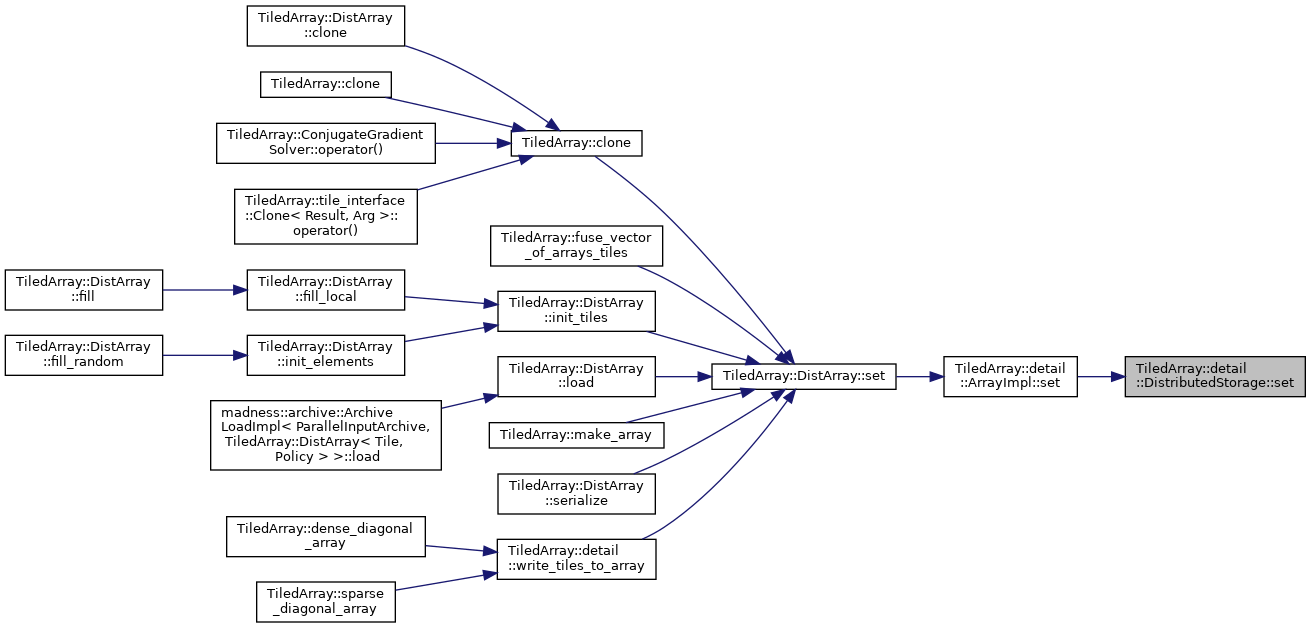 TiledArray::DistArray
::clone
TiledArray::clone
TiledArray::ConjugateGradient
Solver::operator()
TiledArray::tile_interface
::Clone< Result, Arg >::
operator()
TiledArray::clone
TiledArray::fuse_vector
_of_arrays_tiles
TiledArray::DistArray
::fill
TiledArray::DistArray
::fill_local
TiledArray::DistArray
::init_tiles
TiledArray::DistArray
::fill_random
TiledArray::DistArray
::init_elements
TiledArray::DistArray
::load
TiledArray::DistArray::set
TiledArray::detail
::ArrayImpl::set
TiledArray::detail
::DistributedStorage::set
madness::archive::Archive
LoadImpl< ParallelInputArchive,
TiledArray::DistArray< Tile,
Policy > >::load
TiledArray::make_array
TiledArray::DistArray
::serialize
TiledArray::dense_diagonal
_array
TiledArray::detail
::write_tiles_to_array
TiledArray::sparse
_diagonal_array